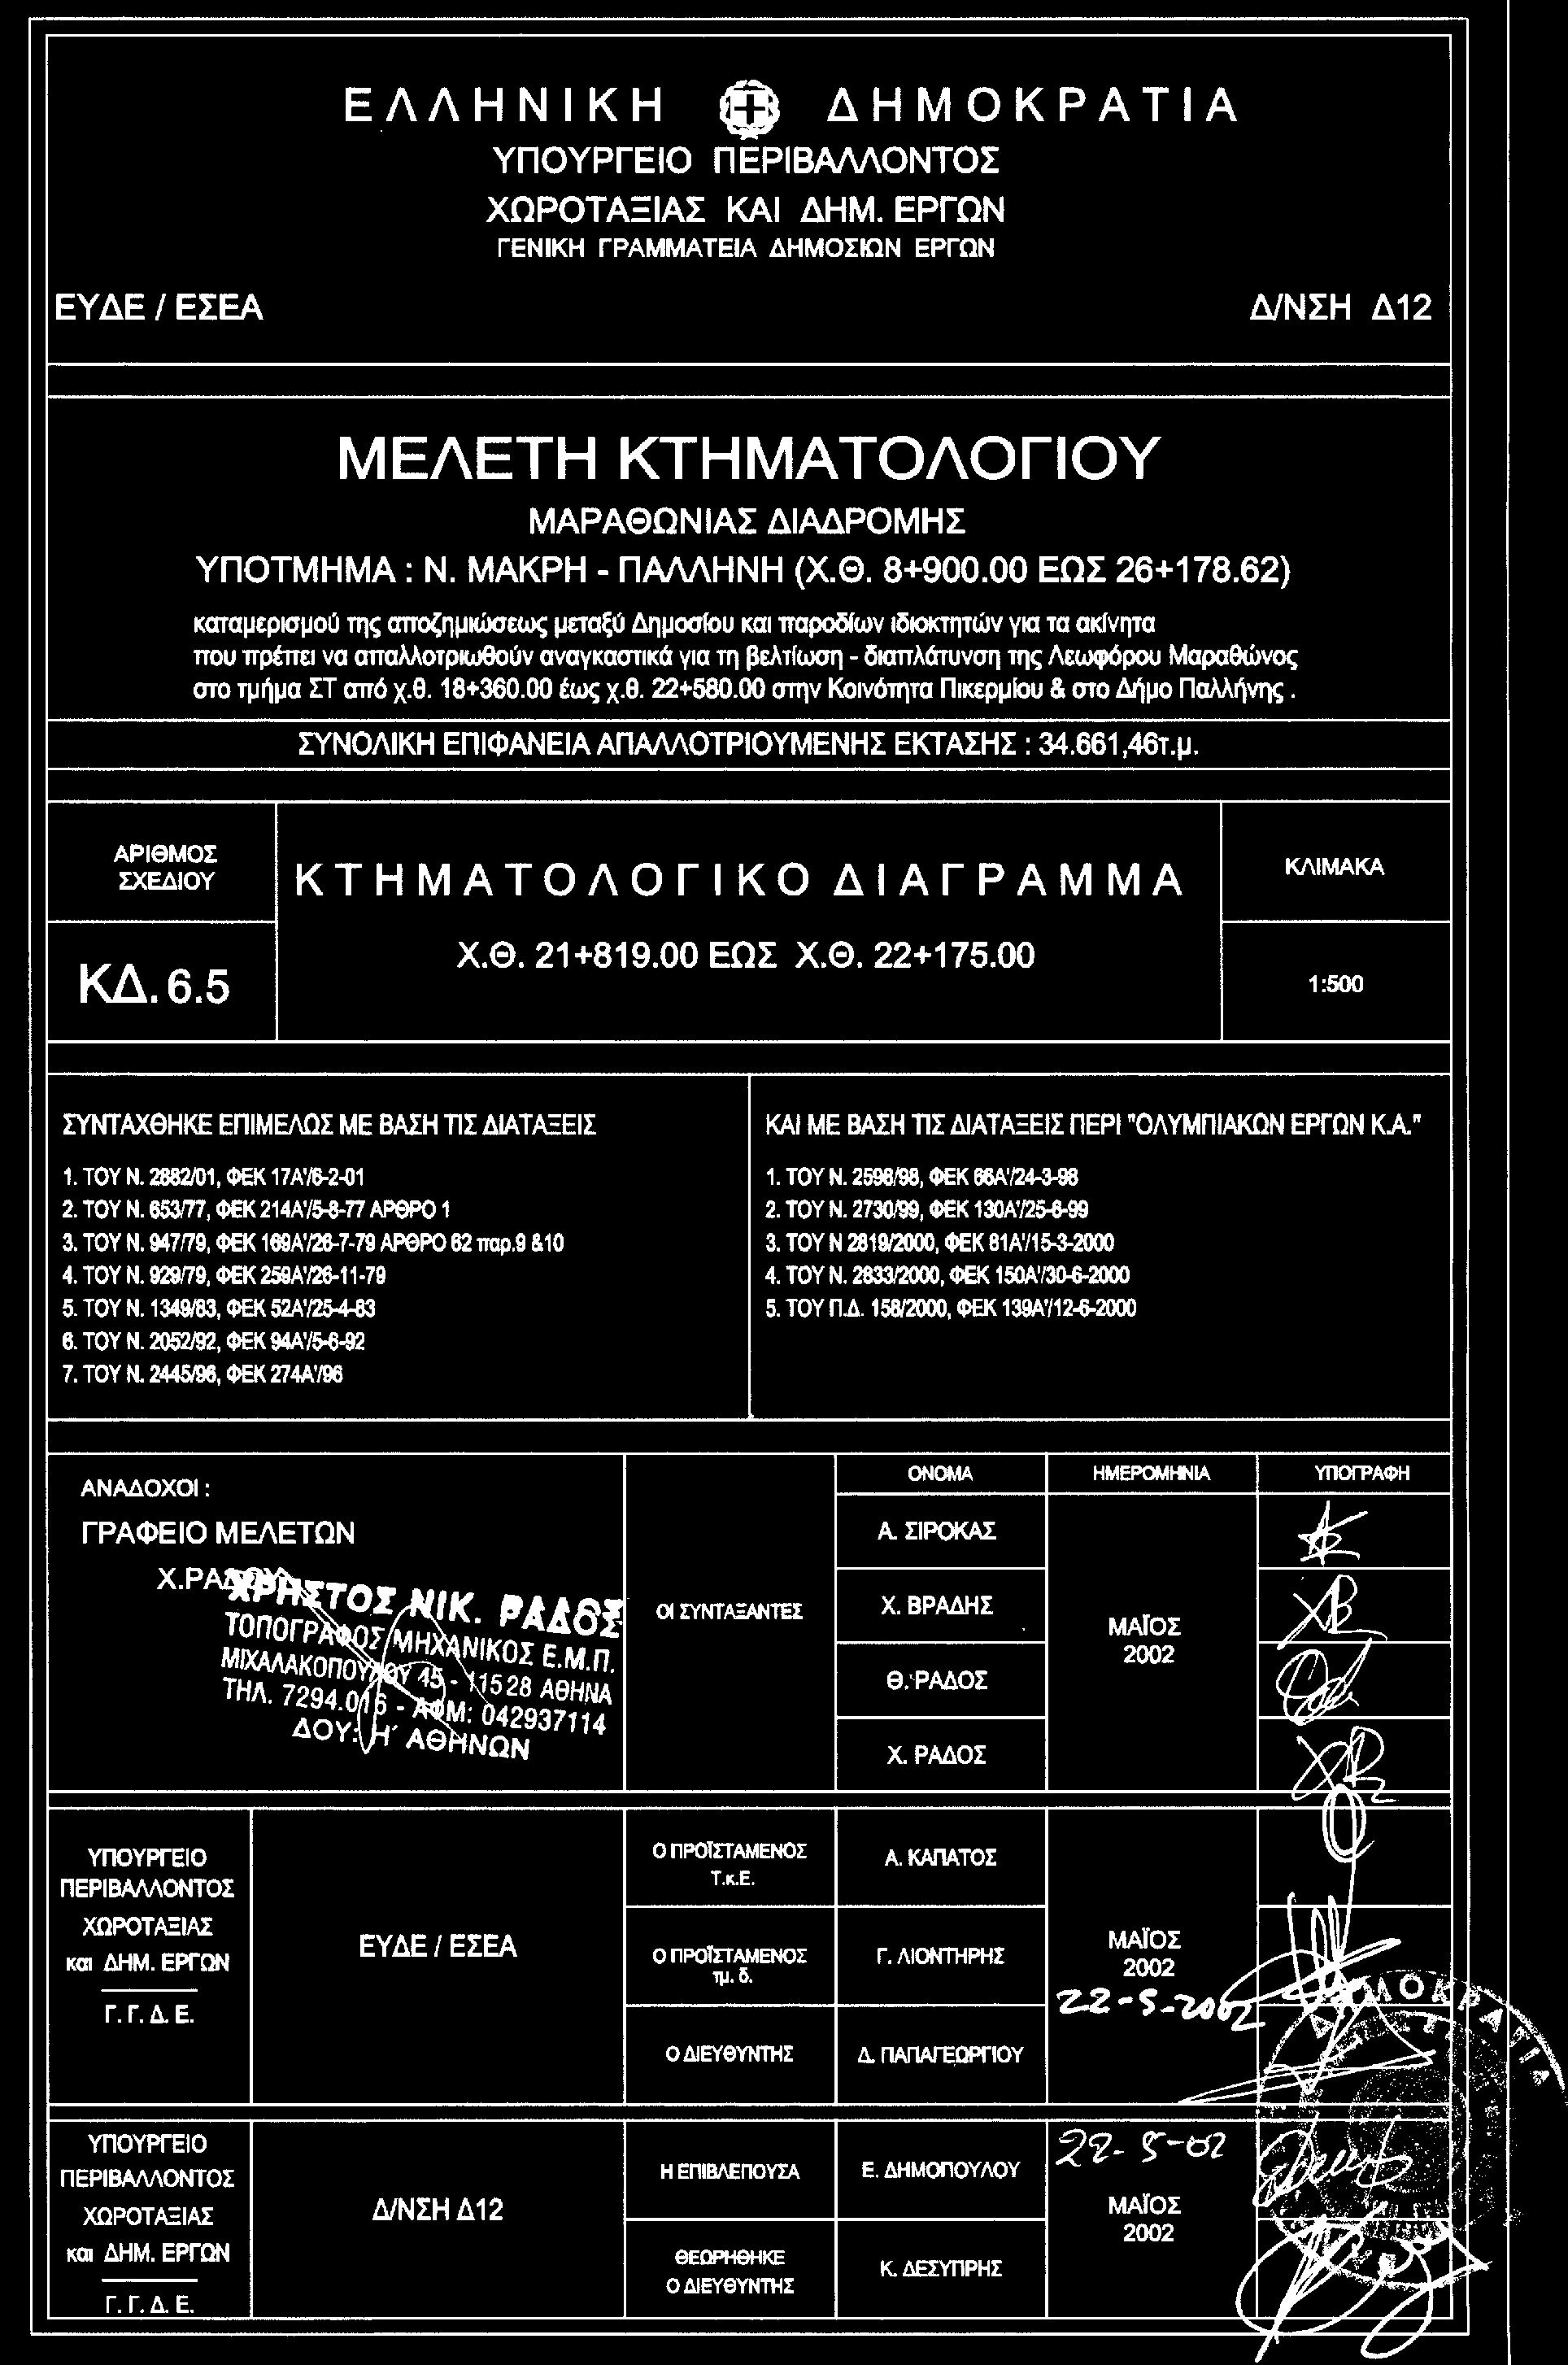 ΕΛΛΗΝΙΚΗ ΔΗΜΟΚΡΑΤΙΑ
ΥΠΟΥΡΓΕΙΟ ΠΕΡΙΒΑΛΛΟΝΤΟΣ
ΧΩΡΟΤΑΞΙΑΣ ΚΑΙ ΔΗΜ. ΕΡΓΩΝ
ΓΕΝΙΚΗ ΓΡΑΜΜΑΤΕΙΑ ΔΗΜΟΣΙΩΝ ΕΡΓΩΝ
ΕΥΔΕ / ΕΣΕΑ
Δ/ΝΣΗ Δ12
ΜΕΛΕΤΗ ΚΤΗΜΑΤΟΛΟΓΙΟΥ
ΜΑΡΑΘΩΝΙΑΣ ΔΙΑΔΡΟΜΗΣ
ΥΠΟΤΜΗΜΑ : Ν. ΜΑΚΡΗ - ΠΑΛΛΗΝΗ (Χ.Θ. 8+900.00 ΕΩΣ 26+178.62)
καταμερισμού της αποζημιώσεως μεταξύ Δημοσίου και παροδίων ιδιοκτητών για τα ακίνητα
που πρέπει να απαλλοτριωθούν αναγκαστικά για τη βελτίωση - διαπλάτυνση της Λεωφόρου Μαραθώνος
στο τμήμα ΣΤ από χ.θ. 18+360.00 έως χ.θ. 22+580.00 στην Κοινότητα Πικερμίου & στο Δήμο Παλλήνης .
ΣΥΝΟΛΙΚΗ ΕΠΙΦΑΝΕΙΑ ΑΠΑΛΛΟΤΡΙΟΥΜΕΝΗΣ ΕΚΤΑΣΗΣ : 34.661,46τ.μ.
ΑΡΙΘΜΟΣ
ΣΧΕΔΙΟΥ
ΚΔ. 6.5
ΚΤΗΜΑΤΟΛΟΓΙΚΟ ΔΙΑΓΡΑΜΜΑ
Χ.Θ. 21+819.00 ΕΩΣ Χ.Θ. 22+175.00
ΚΛΙΜΑΚΑ
1:500
ΣΥΝΤΑΧΘΗΚΕ ΕΠΙΜΕΛΩΣ ΜΕ ΒΑΣΗ ΤΙΣ ΔΙΑΤΑΞΕΙΣ
1. ΤΟΥ Ν. 2882/01, ΦΕΚ 17Α'/6-2-01
2. ΤΟΥ Ν. 653/77, ΦΕΚ 214Α'/5-8-77 ΑΡΘΡΟ 1
3. ΤΟΥ Ν. 947/79, ΦΕΚ 169Α'/26-7-79 ΑΡΘΡΟ 62 παρ.9 &10
4. ΤΟΥ Ν. 929/79, ΦΕΚ 259Α'/26-11-79
5. ΤΟΥ Ν. 1349/83, ΦΕΚ 52Α'/25-4-83
6. ΤΟΥ Ν. 2052/92, ΦΕΚ 94Α'/5-6-92
7. ΤΟΥ Ν. 2445/96, ΦΕΚ 274Α'/96
ΚΑΙ ΜΕ ΒΑΣΗ ΤΙΣ ΔΙΑΤΑΞΕΙΣ ΠΕΡΙ "ΟΛΥΜΠΙΑΚΩΝ ΕΡΓΩΝ Κ.Α."
1. ΤΟΥ Ν. 2598/98, ΦΕΚ 66Α'/24-3-98
2. ΤΟΥ Ν. 2730/99, ΦΕΚ 130Α'/25-6-99
3. ΤΟΥ Ν 2819/2000, ΦΕΚ 81Α'/15-3-2000
4. ΤΟΥ Ν. 2833/2000, ΦΕΚ 150Α'/30-6-2000
5. ΤΟΥ Π.Δ. 158/2000, ΦΕΚ 139Α'/12-6-2000
ΑΝΑΔΟΧΟΙ :
ΓΡΑΦΕΙΟ ΜΕΛΕΤΩΝ
Χ.ΡΑΔΟΥ
ΧΡΗΣΤΟΣ ΝΙΚ. ΡΑΔΟΣ
ΤΟΠΟΓΡΑΦΟΣ ΜΗΧΑΝΙΚΟΣ Ε.Μ.Π.
ΜΙΧΑΛΑΚΟΠΟΥΛΟΥ 45 - 11528 ΑΘΗΝΑ
ΤΗΛ. 7294.016 - ΑΦΜ: 042937114
ΔΟΥ: Η' ΑΘΗΝΩΝ
ΟΙ ΣΥΝΤΑΞΑΝΤΕΣ
ΟΝΟΜΑ
ΗΜΕΡΟΜΗΝΙΑ
ΥΠΟΓΡΑΦΗ
Α. ΣΙΡΟΚΑΣ
Χ. ΒΡΑΔΗΣ
Θ. ΡΑΔΟΣ
Χ. ΡΑΔΟΣ
ΜΑΪΟΣ
2002
ΥΠΟΥΡΓΕΙΟ
ΠΕΡΙΒΑΛΛΟΝΤΟΣ
ΧΩΡΟΤΑΞΙΑΣ
και ΔΗΜ. ΕΡΓΩΝ
Γ. Γ. Δ. Ε.
ΕΥΔΕ / ΕΣΕΑ
Ο ΠΡΟΪΣΤΑΜΕΝΟΣ
Τ.κ.Ε.
Α. ΚΑΠΑΤΟΣ
Ο ΠΡΟΪΣΤΑΜΕΝΟΣ
τμ. δ.
Γ. ΛΙΟΝΤΗΡΗΣ
Ο ΔΙΕΥΘΥΝΤΗΣ
Δ. ΠΑΠΑΓΕΩΡΓΙΟΥ
ΜΑΪΟΣ
2002
22-5-2002
ΥΠΟΥΡΓΕΙΟ
ΠΕΡΙΒΑΛΛΟΝΤΟΣ
ΧΩΡΟΤΑΞΙΑΣ
και ΔΗΜ. ΕΡΓΩΝ
Γ. Γ. Δ. Ε.
Δ/ΝΣΗ Δ12
Η ΕΠΙΒΛΕΠΟΥΣΑ
Ε. ΔΗΜΟΠΟΥΛΟΥ
ΘΕΩΡΗΘΗΚΕ
Ο ΔΙΕΥΘΥΝΤΗΣ
Κ. ΔΕΣΥΠΡΗΣ
22-5-02
ΜΑΪΟΣ
2002